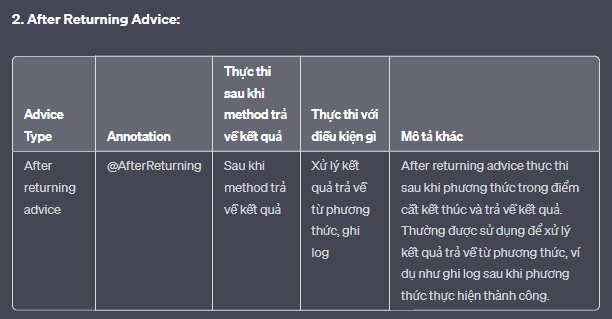 2. After Returning Advice:
Thực thi
sau khi
Advice method trả Thực thi với
Type Annotation về kết quả điều kiện gì Mô tả khác
After @AfterReturning Sau khi Xử lý kết After returning advice thực thi
returning method trả quả trả về sau khi phương thức trong điểm
advice về kết quả từ phương cắt kết thúc và trả về kết quả.
thức, ghi Thường được sử dụng để xử lý
log kết quả trả về từ phương thức, ví
dụ như ghi log sau khi phương
thức thực hiện thành công.